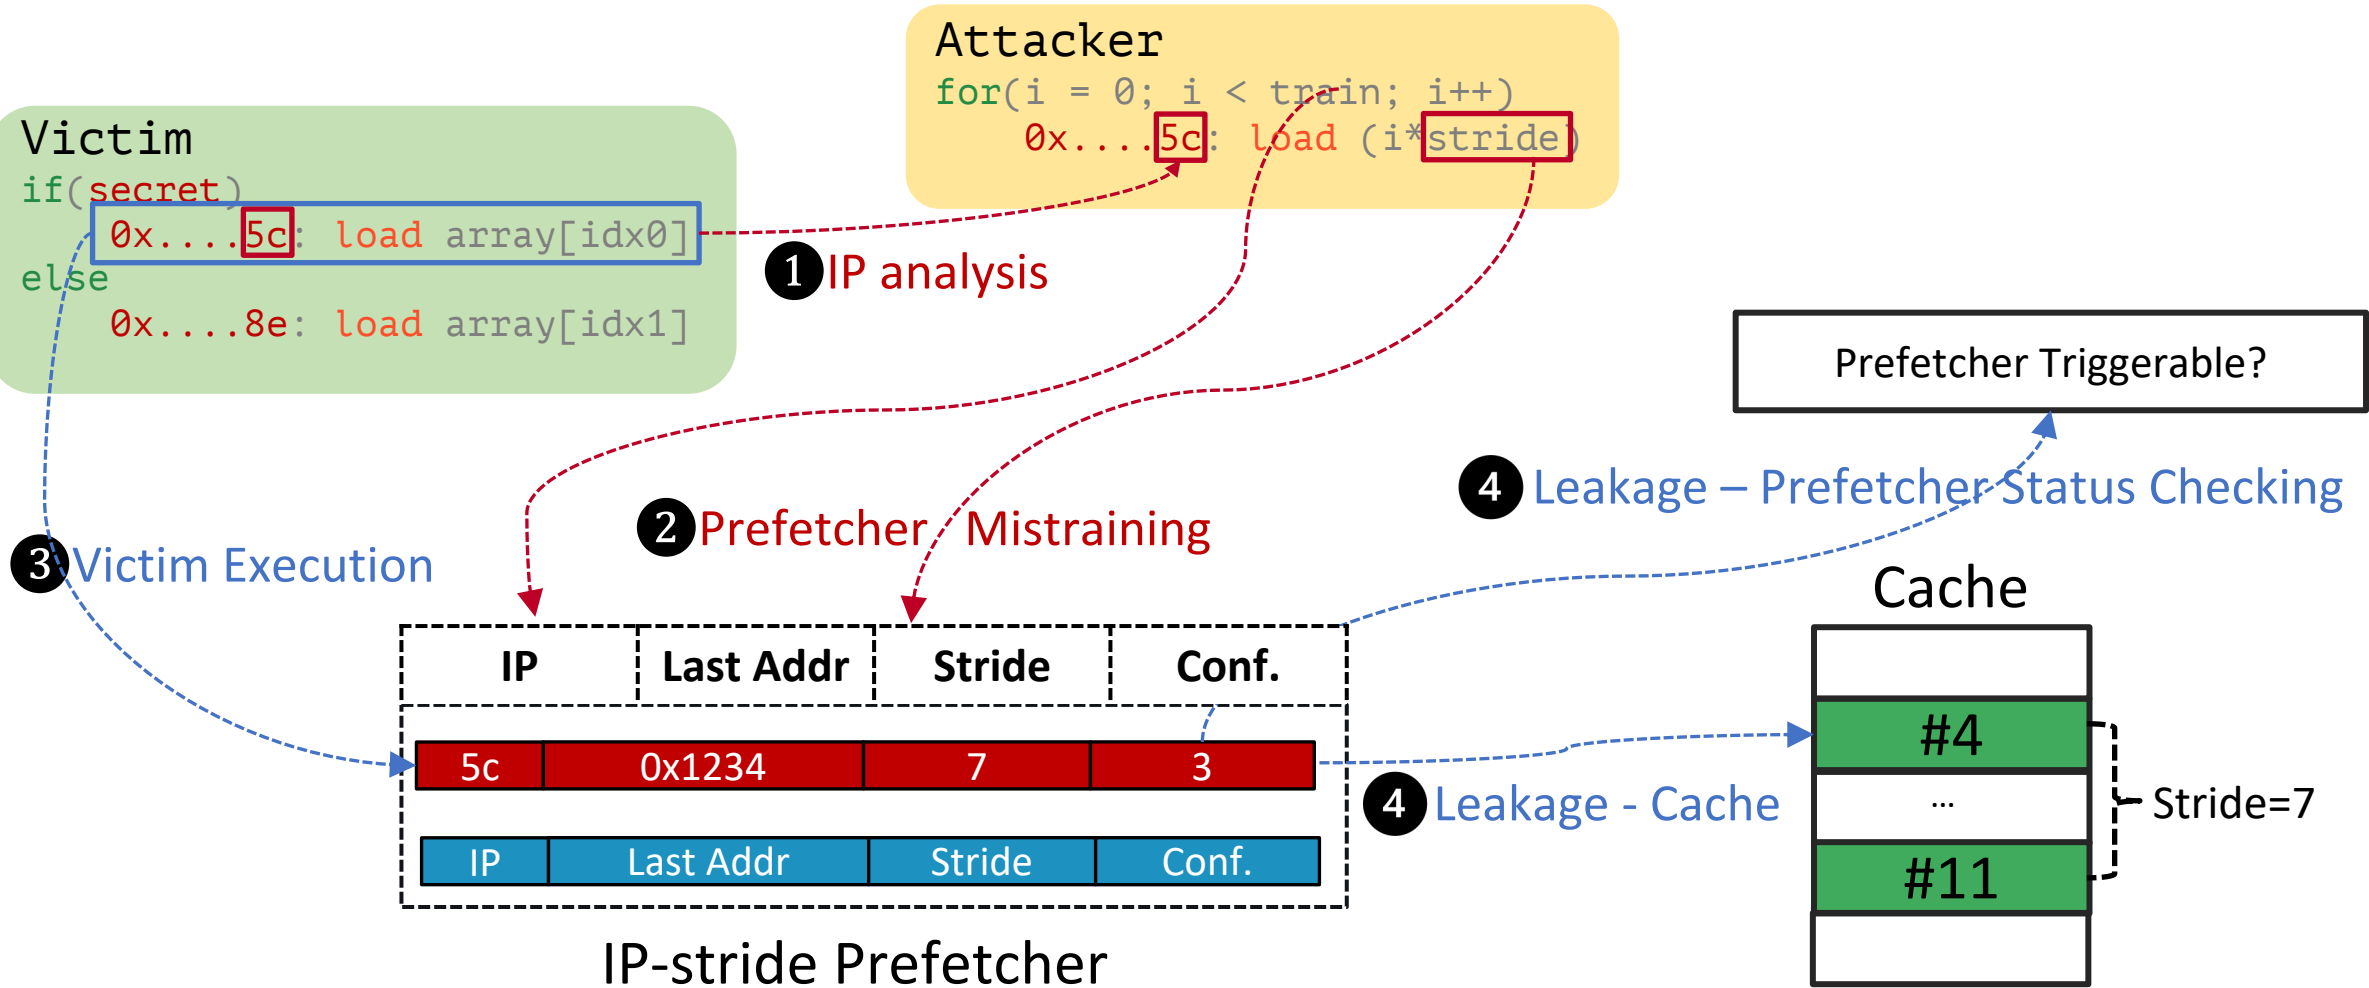 Attacker
for(i = 0; i < train; i++)
0x....5c: load (i*stride)
Victim
if(secret)
0x....5c: load array[idx0]
else
0x....8e: load array[idx1]
1 IP analysis
Prefetcher Triggerable?
4 Leakage – Prefetcher Status Checking
2 Prefetcher Mistraining
3 Victim Execution
Cache
IP Last Addr Stride Conf.
5c 0x1234 7 3
IP Last Addr Stride Conf.
IP-stride Prefetcher
4 Leakage - Cache
#4
...
#11
Stride=7